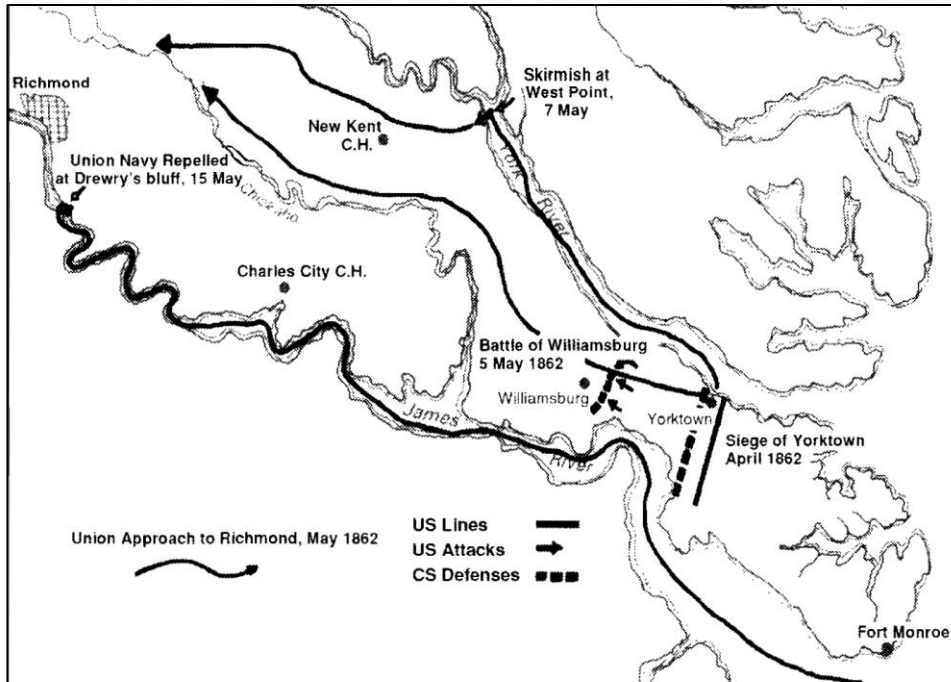 Richmond
Skirmish at
West Point,
7 May
New Kent
C.H.
Union Navy Repelled
at Drewry's bluff, 15 May
York
River
Charles City C.H.
Battle of Williamsburg
5 May 1862
Williamsburg
Yorktown
James
River
Siege of Yorktown
April 1862
Union Approach to Richmond, May 1862
US Lines
US Attacks
CS Defenses
Fort Monroe